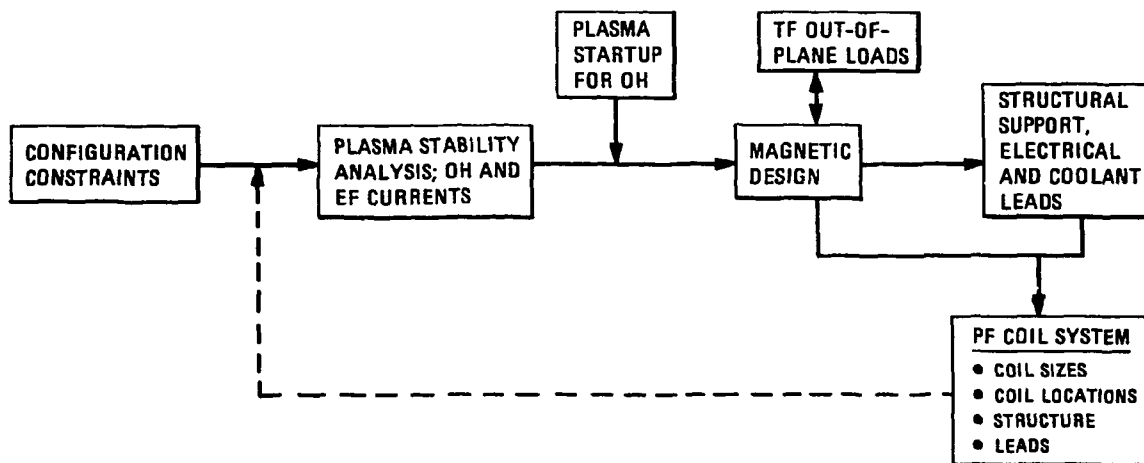 PLASMA
STARTUP
FOR OH
TF OUT-OF-
PLANE LOADS
CONFIGURATION
CONSTRAINTS
PLASMA STABILITY
ANALYSIS; OH AND
EF CURRENTS
MAGNETIC
DESIGN
STRUCTURAL
SUPPORT,
ELECTRICAL
AND COOLANT
LEADS
PF COIL SYSTEM
• COIL SIZES
• COIL LOCATIONS
• STRUCTURE
• LEADS